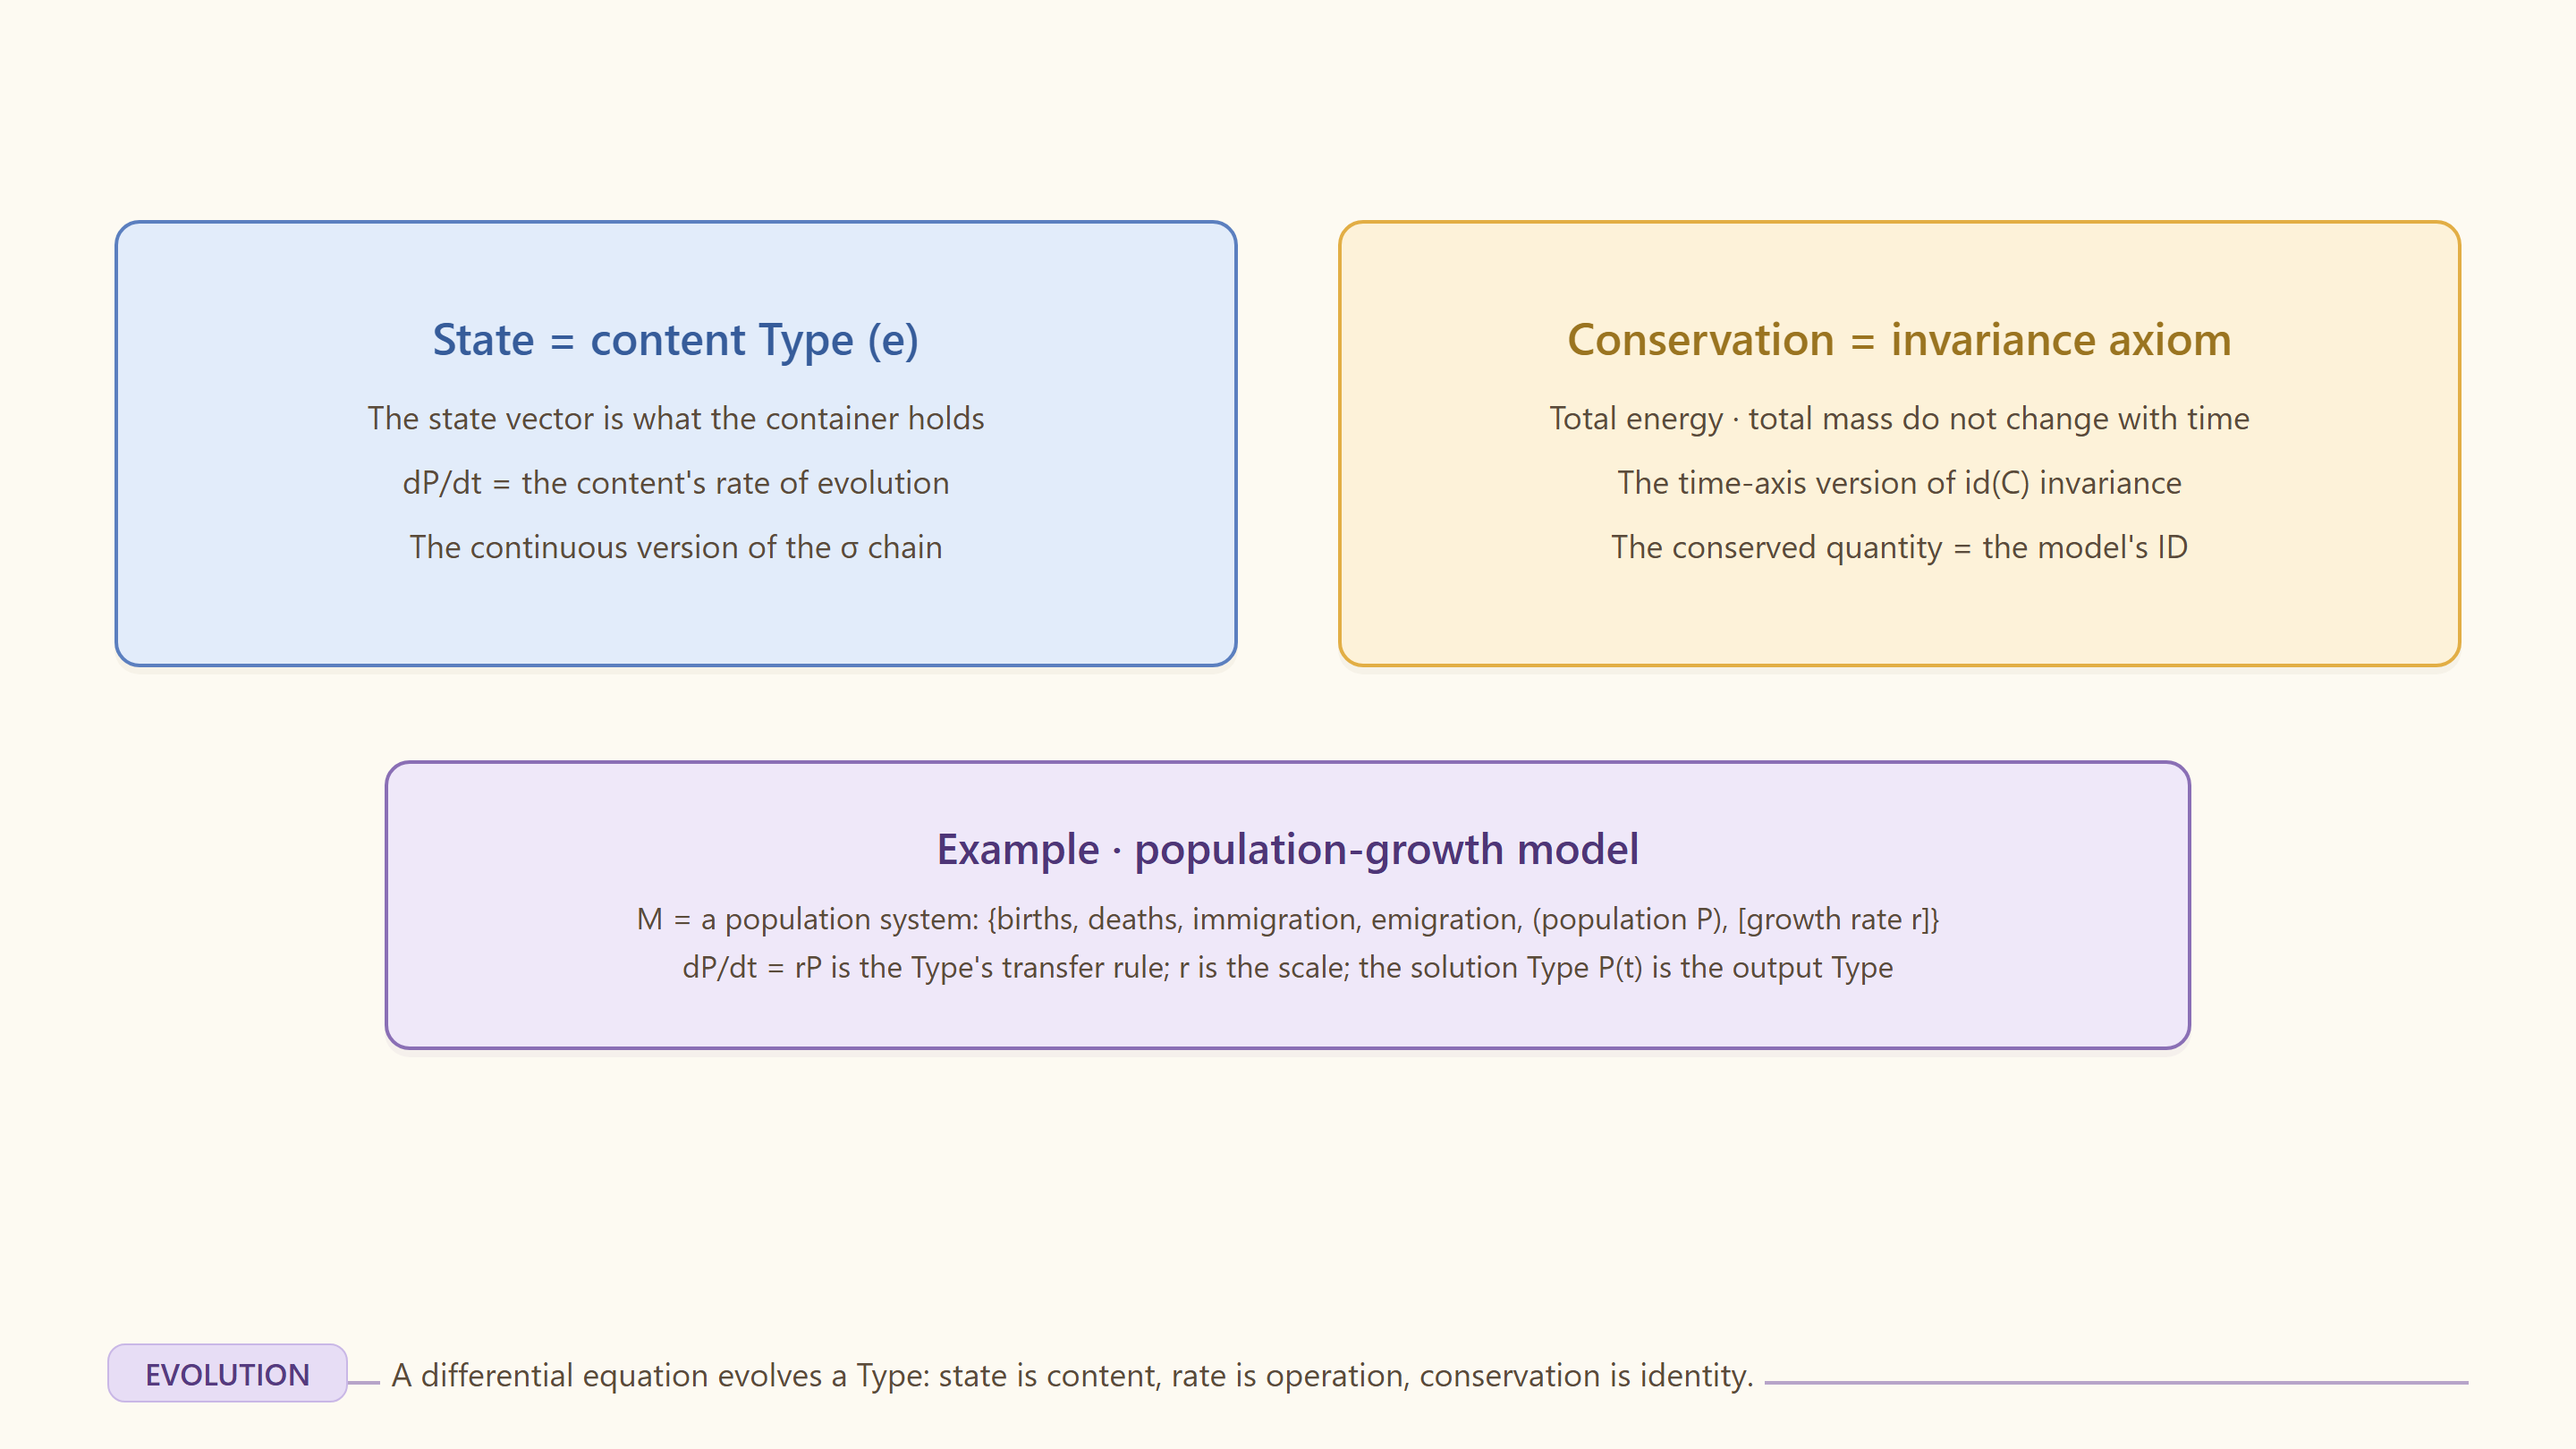 State = content Type (e)
The state vector is what the container holds
dP/dt = the content's rate of evolution
The continuous version of the σ chain
Conservation = invariance axiom
Total energy · total mass do not change with time
The time-axis version of id(C) invariance
The conserved quantity = the model's ID
Example · population-growth model
M = a population system: {births, deaths, immigration, emigration, (population P), [growth rate r]}
dP/dt = rP is the Type's transfer rule; r is the scale; the solution Type P(t) is the output Type
EVOLUTION
A differential equation evolves a Type: state is content, rate is operation, conservation is identity.